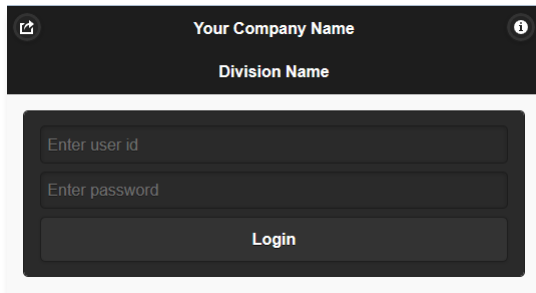 Your Company Name
Division Name
Enter user id
Enter password
Login